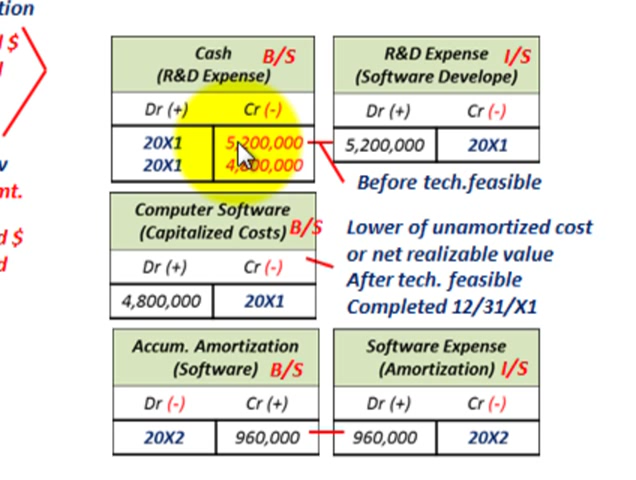 tion
d $
Cash B/S
(R&D Expense)
Dr (+) Cr (-)
20X1 5,200,000
20X1 4,800,000
R&D Expense I/S
(Software Develope)
Dr (+) Cr (-)
5,200,000 20X1
Before tech.feasible
mt.
d $
Computer Software
(Capitalized Costs) B/S
Dr (+) Cr (-)
4,800,000 20X1
Lower of unamortized cost
or net realizable value
After tech. feasible
Completed 12/31/X1
Accum. Amortization
(Software) B/S
Dr (-) Cr (+)
20X2 960,000
Software Expense
(Amortization) I/S
Dr (+) Cr (-)
960,000 20X2